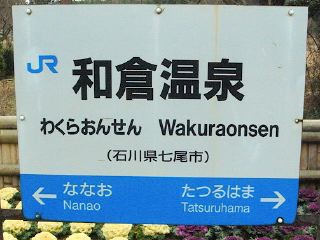 JR 和倉温泉
わくらおんせん Wakuraonsen
(石川県七尾市)
← ななお たつるはま →
Nanao Tatsuruhama